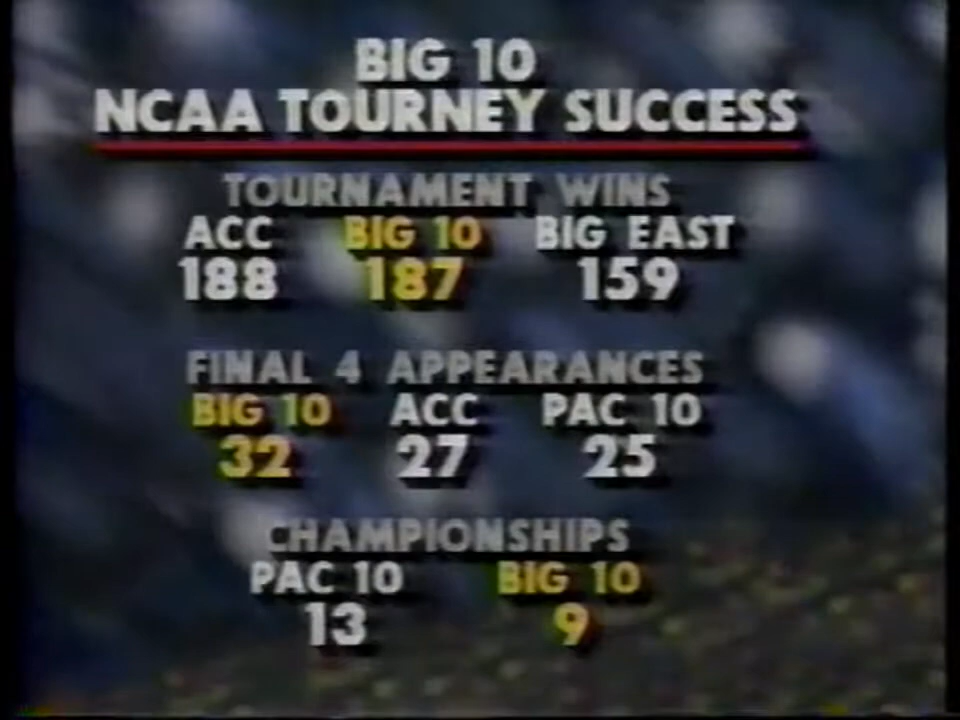 BIG 10
NCAA TOURNEY SUCCESS
TOURNAMENT WINS
ACC BIG 10 BIG EAST
188 187 159
FINAL 4 APPEARANCES
BIG 10 ACC PAC 10
32 27 25
CHAMPIONSHIPS
PAC 10 BIG 10
13 9